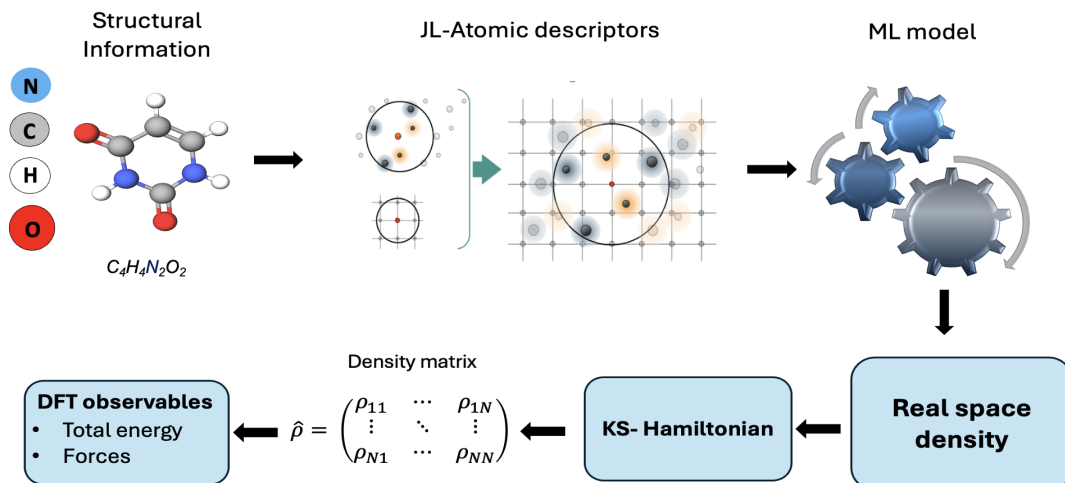 Structural
Information
JL-Atomic descriptors
ML model
N
C
H
O
C₄H₄N₂O₂
Density matrix
DFT observables
• Total energy
• Forces
ρ̂ = (ρ₁₁ ⋯ ρ₁N
⋮ ⋱ ⋮
ρN₁ ⋯ ρNN)
KS- Hamiltonian
Real space
density